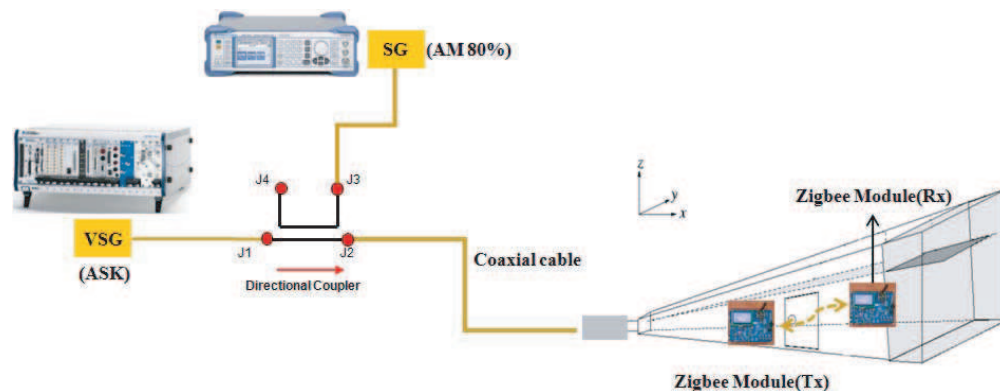 SG
(AM 80%)
J4
J3
z
y
x
Zigbee Module(Rx)
VSG
(ASK)
J1
J2
Directional Coupler
Coaxial cable
Zigbee Module(Tx)